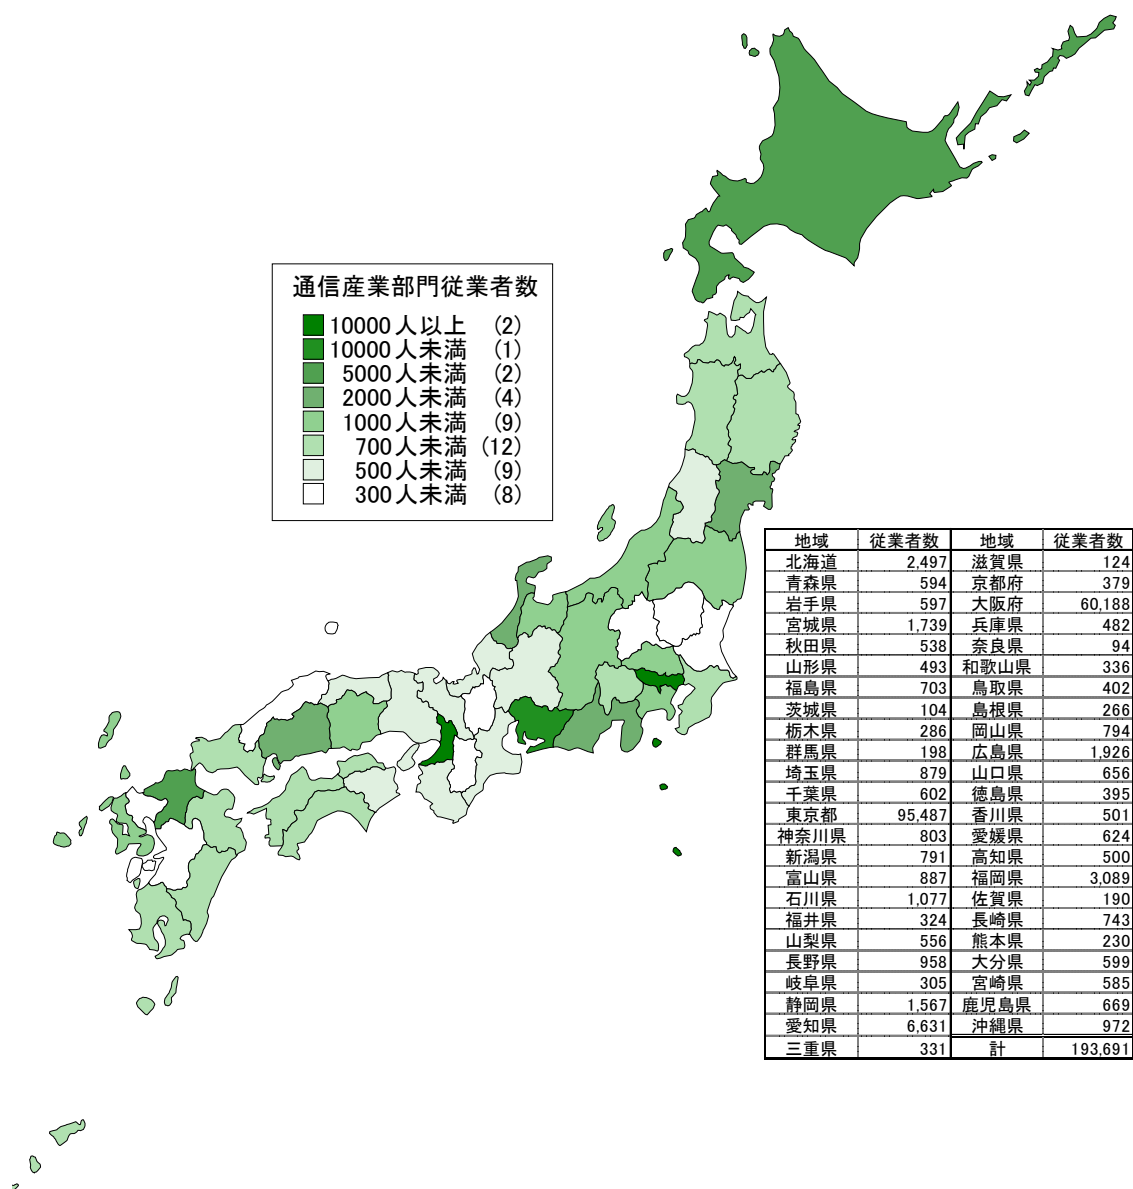 通信産業部門従業者数
10000人以上 (2)
10000人未満 (1)
5000人未満 (2)
2000人未満 (4)
1000人未満 (9)
700人未満 (12)
500人未満 (9)
300人未満 (8)
地域 従業者数 地域 従業者数
北海道 2,497 滋賀県 124
青森県 594 京都府 379
岩手県 597 大阪府 60,188
宮城県 1,739 兵庫県 482
秋田県 538 奈良県 94
山形県 493 和歌山県 336
福島県 703 鳥取県 402
茨城県 104 島根県 266
栃木県 286 岡山県 794
群馬県 198 広島県 1,926
埼玉県 879 山口県 656
千葉県 602 徳島県 395
東京都 95,487 香川県 501
神奈川県 803 愛媛県 624
新潟県 791 高知県 500
富山県 887 福岡県 3,089
石川県 1,077 佐賀県 190
福井県 324 長崎県 743
山梨県 556 熊本県 230
長野県 958 大分県 599
岐阜県 305 宮崎県 585
静岡県 1,567 鹿児島県 669
愛知県 6,631 沖縄県 972
三重県 331 計 193,691